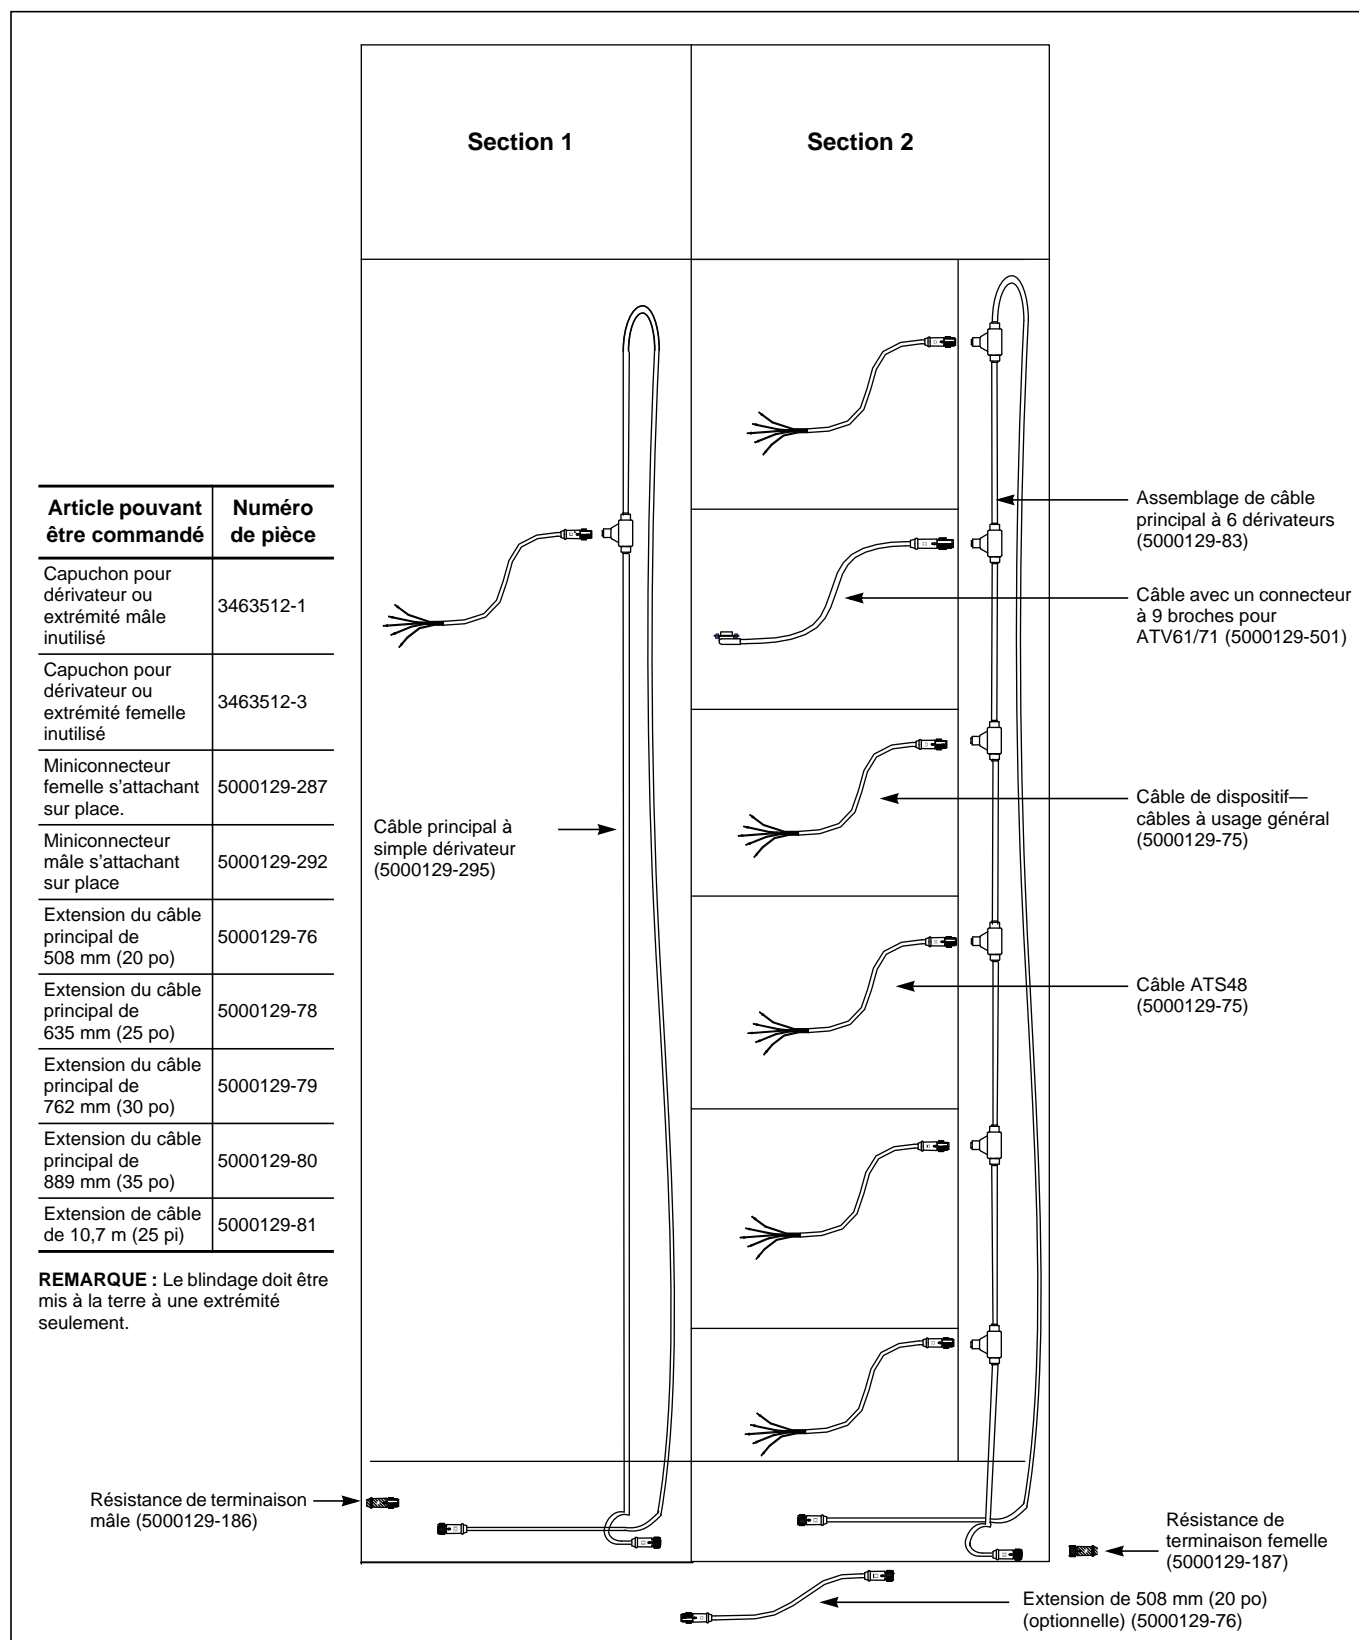 Section 1
Section 2
Article pouvant
être commandé
Numéro
de pièce
Capuchon pour
dérivateur ou
extrémité mâle
inutilisé
3463512-1
Capuchon pour
dérivateur ou
extrémité femelle
inutilisé
3463512-3
Miniconnecteur
femelle s’attachant
sur place.
5000129-287
Miniconnecteur
mâle s’attachant
sur place
5000129-292
Extension du câble
principal de
508 mm (20 po)
5000129-76
Extension du câble
principal de
635 mm (25 po)
5000129-78
Extension du câble
principal de
762 mm (30 po)
5000129-79
Extension du câble
principal de
889 mm (35 po)
5000129-80
Extension de câble
de 10,7 m (25 pi)
5000129-81
REMARQUE : Le blindage doit être
mis à la terre à une extrémité
seulement.
Câble principal à
simple dérivateur
(5000129-295)
Assemblage de câble
principal à 6 dérivateurs
(5000129-83)
Câble avec un connecteur
à 9 broches pour
ATV61/71 (5000129-501)
Câble de dispositif—
câbles à usage général
(5000129-75)
Câble ATS48
(5000129-75)
Résistance de terminaison
mâle (5000129-186)
Résistance de
terminaison femelle
(5000129-187)
Extension de 508 mm (20 po)
(optionnelle) (5000129-76)